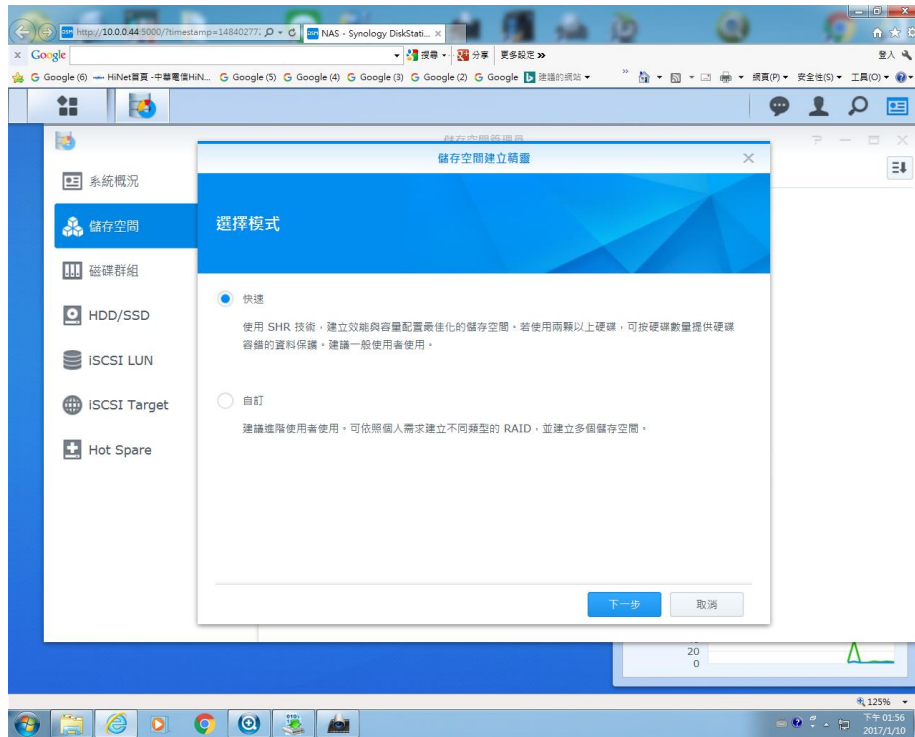 http://10.0.0.44:5000/?timestamp=14840277.
NAS - Synology DiskStati... ×
x Google
搜尋
分享
更多設定 »
登入
Google (6)
HiNet首頁 -中華電信HiN...
Google (5)
Google (4)
Google (3)
Google (2)
Google
建議的網站
網頁(P)
安全性(S)
工具(O)
儲存空間管理員
儲存空間建立精靈
系統概況
儲存空間
磁碟群組
HDD/SSD
iSCSI LUN
iSCSI Target
Hot Spare
選擇模式
快速
使用 SHR 技術，建立效能與容量配置最佳化的儲存空間。若使用兩顆以上硬碟，可按硬碟數量提供硬碟
容錯的資料保護。建議一般使用者使用。
自訂
建議進階使用者使用。可依照個人需求建立不同類型的 RAID，並建立多個儲存空間。
下一步
取消
20
0
125%
下午 01:56
2017/1/10